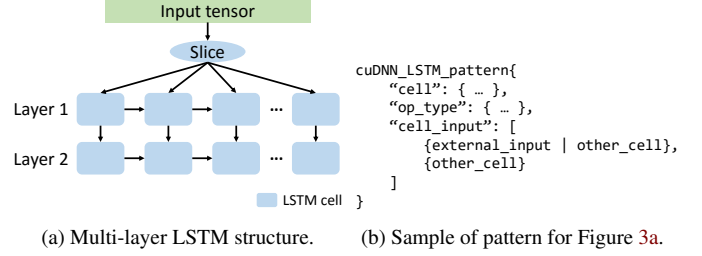 Input tensor
Slice
Layer 1
...
Layer 2
...
LSTM cell
(a) Multi-layer LSTM structure.
cuDNN_LSTM_pattern{
“cell”: { … },
“op_type”: { … },
“cell_input”: [
{external_input | other_cell},
{other_cell}
]
}
(b) Sample of pattern for Figure 3a.